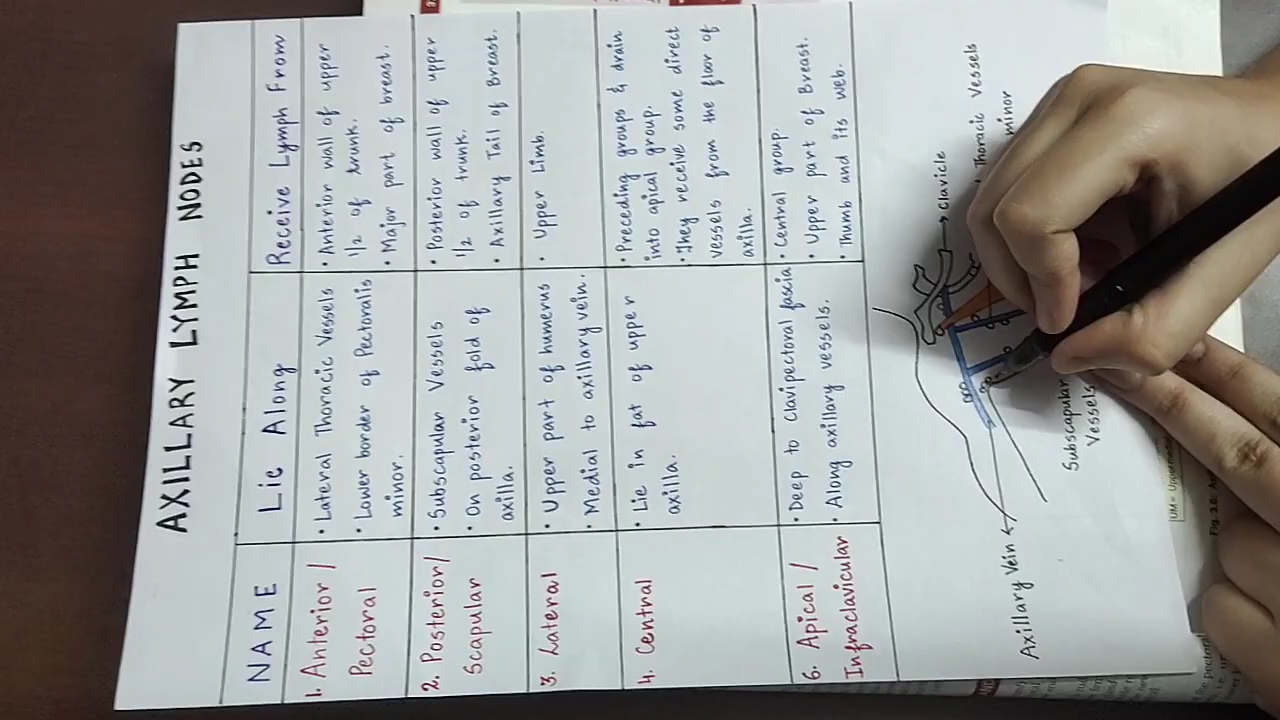 AXILLARY LYMPH NODES
NAME
Lie Along
Receive Lymph From
1. Anterior /
Pectoral
• Lateral Thoracic Vessels
• Lower border of Pectoralis
minor.
• Anterior wall of upper
1/2 of trunk.
• Major part of breast.
2. Posterior/
Scapular
• Subscapular Vessels
• On posterior fold of
axilla.
• Posterior wall of upper
1/2 of trunk.
• Axillary Tail of Breast.
3. Lateral
• Upper part of humerus
• Medial to axillary vein.
• Upper Limb.
4. Central
• Lie in fat of upper
axilla.
• Preceding groups & drain
into apical group.
• They receive some direct
vessels from the floor of
axilla.
6. Apical /
Infraclavicular
• Deep to Clavipectoral fascia
• Along axillary vessels.
• Central group.
• Upper part of Breast.
• Thumb and its web.
Clavicle
Thoracic Vessels
minor
Subscapular
Vessels
Axillary Vein
UM= Upper
Fig.